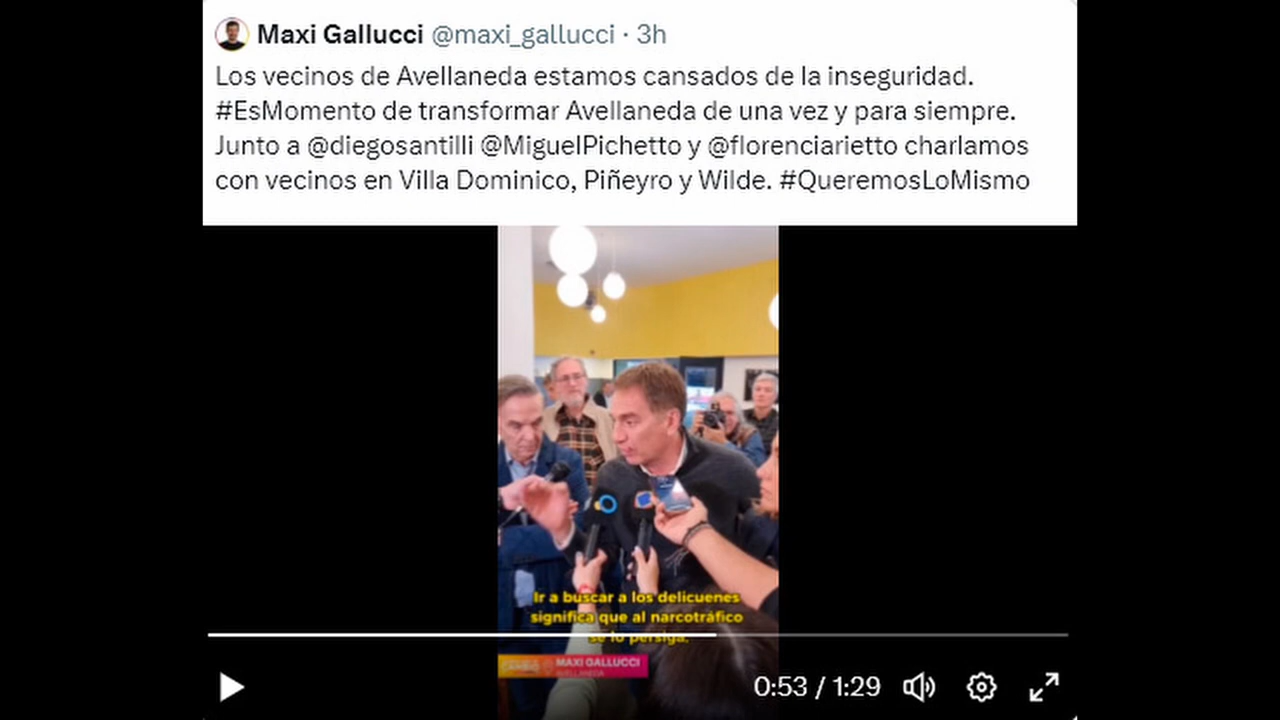 Maxi Gallucci @maxi_gallucci · 3h
Los vecinos de Avellaneda estamos cansados de la inseguridad.
#EsMomento de transformar Avellaneda de una vez y para siempre.
Junto a @diegosantilli @MiguelPichetto y @florenciarietto charlamos
con vecinos en Villa Dominico, Piñeyro y Wilde. #QueremosLoMismo
Ir a buscar a los delicuenes
significa que al narcotráfico
se lo persiga.
CAMBIO MAXI GALLUCCI
AVELLANEDA
0:53 / 1:29